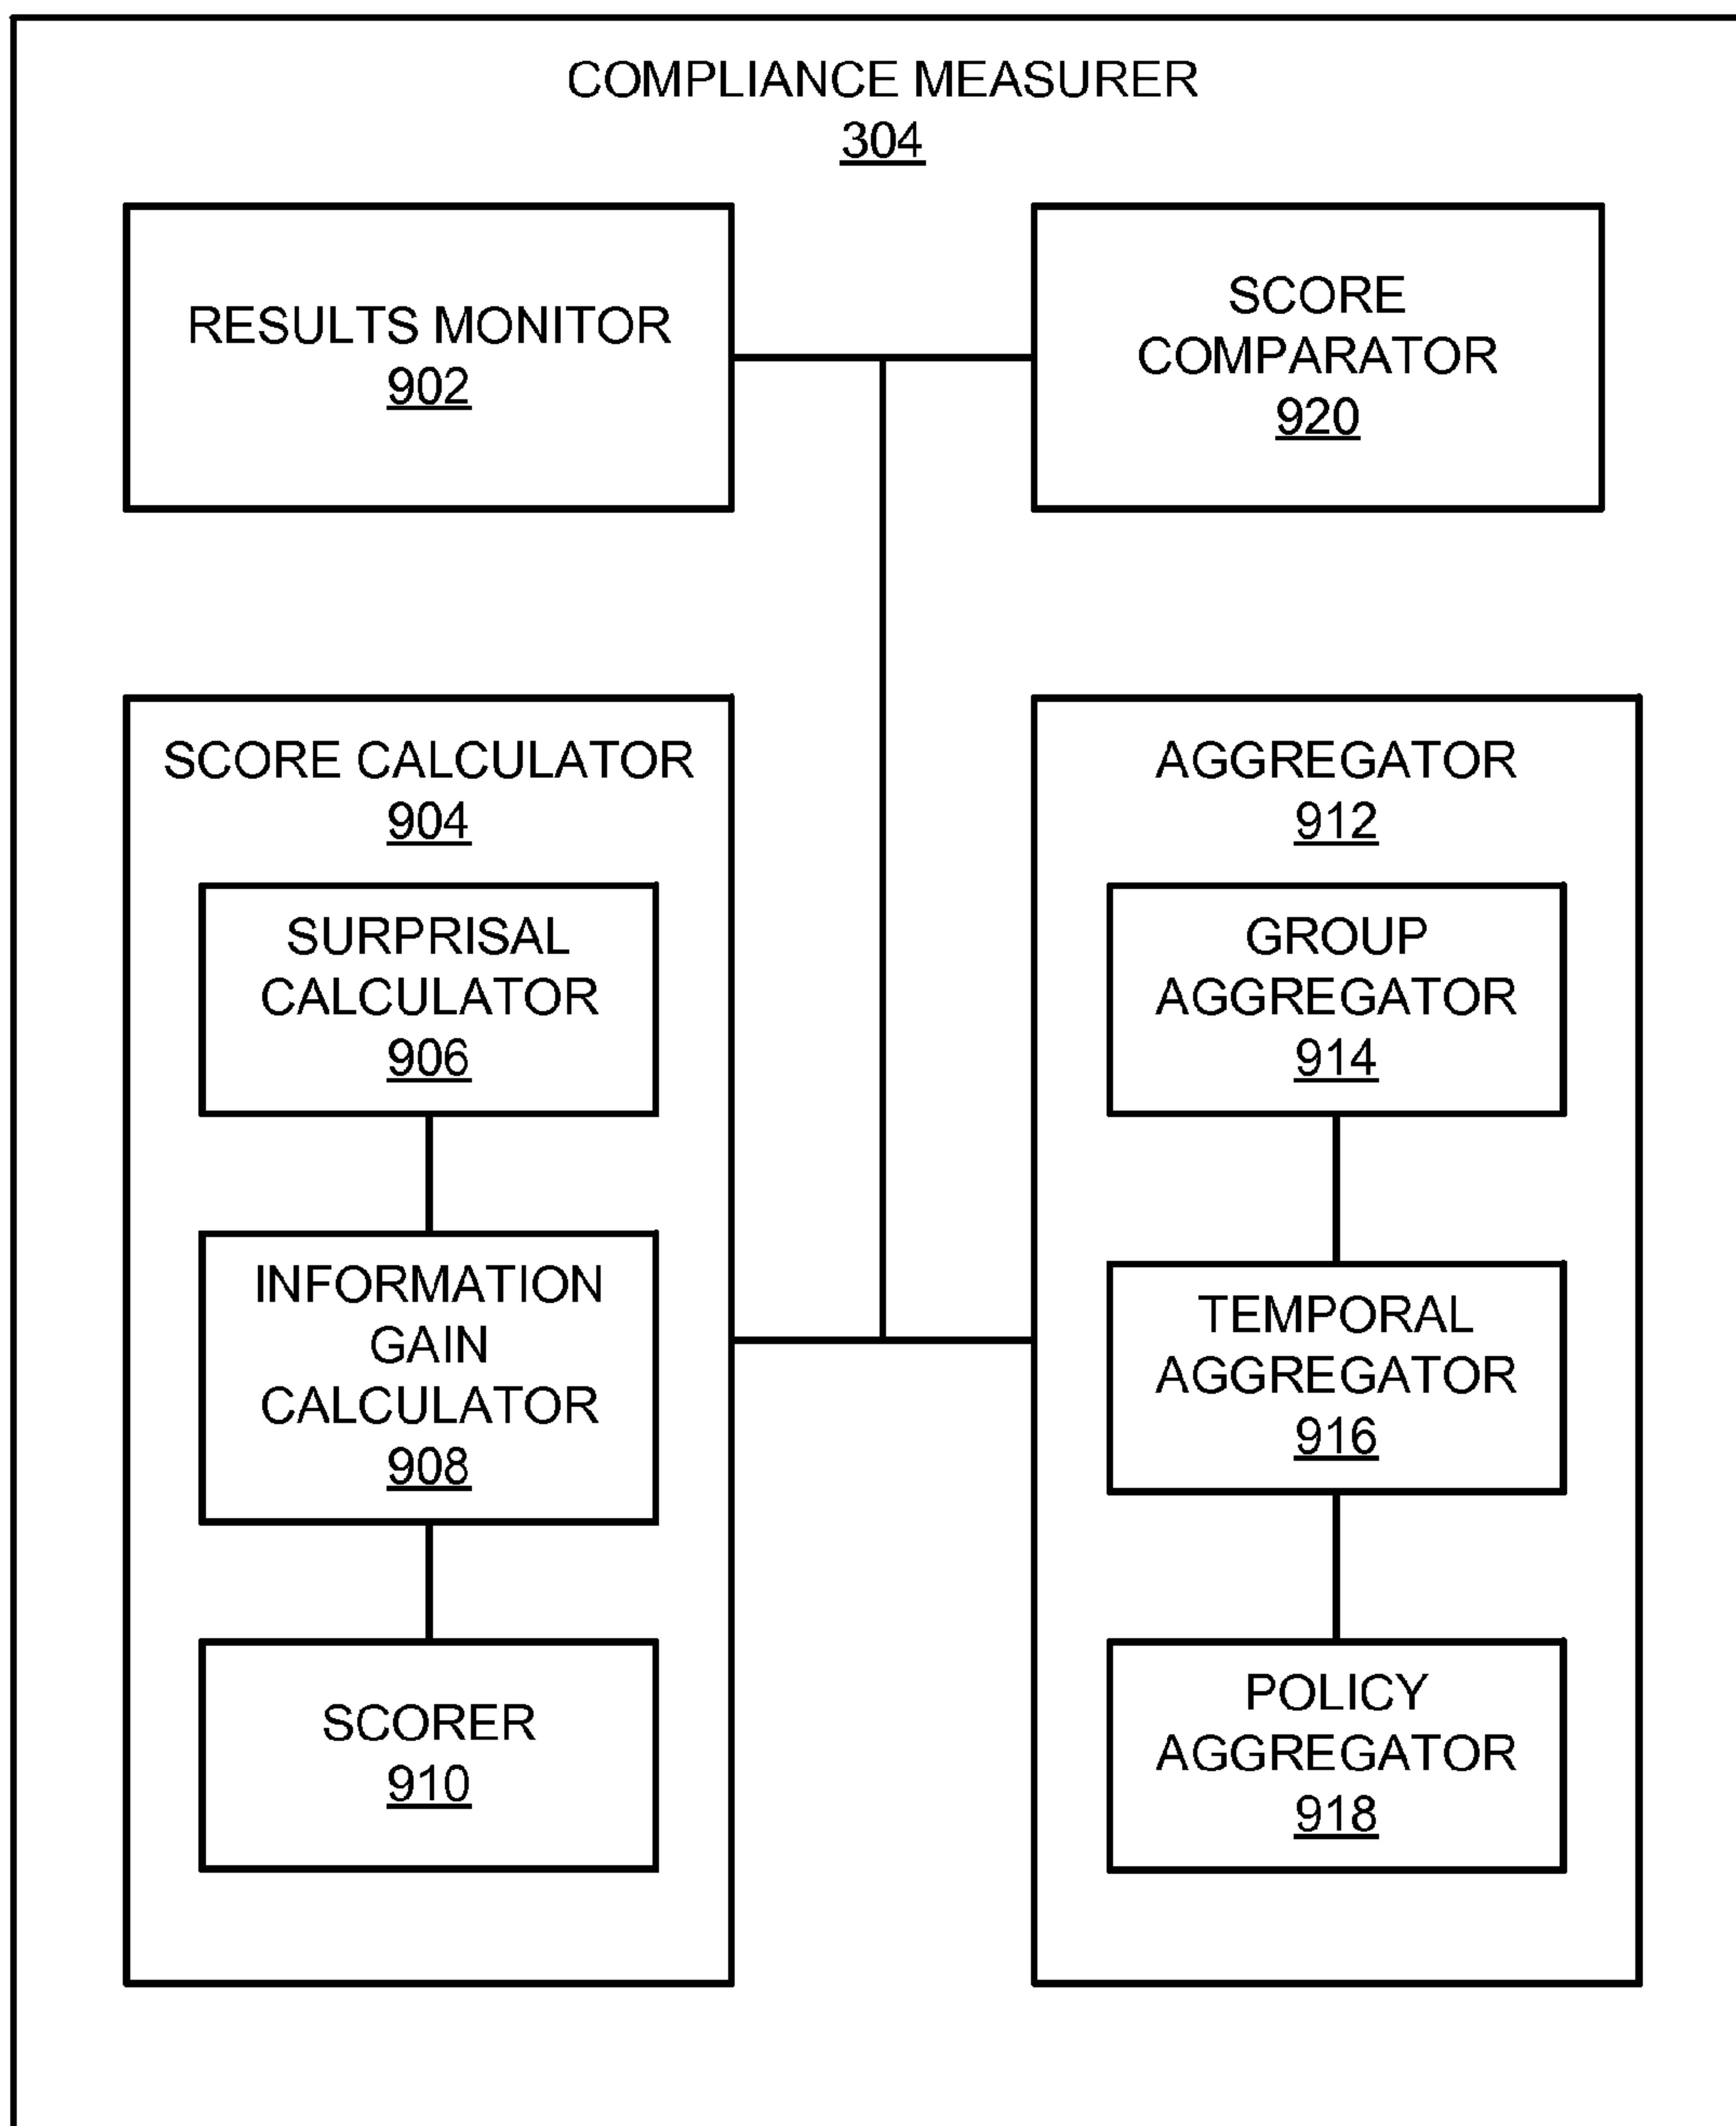 COMPLIANCE MEASURER
304
RESULTS MONITOR
902
SCORE
COMPARATOR
920
SCORE CALCULATOR
904
SURPRISAL
CALCULATOR
906
INFORMATION
GAIN
CALCULATOR
908
SCORER
910
AGGREGATOR
912
GROUP
AGGREGATOR
914
TEMPORAL
AGGREGATOR
916
POLICY
AGGREGATOR
918